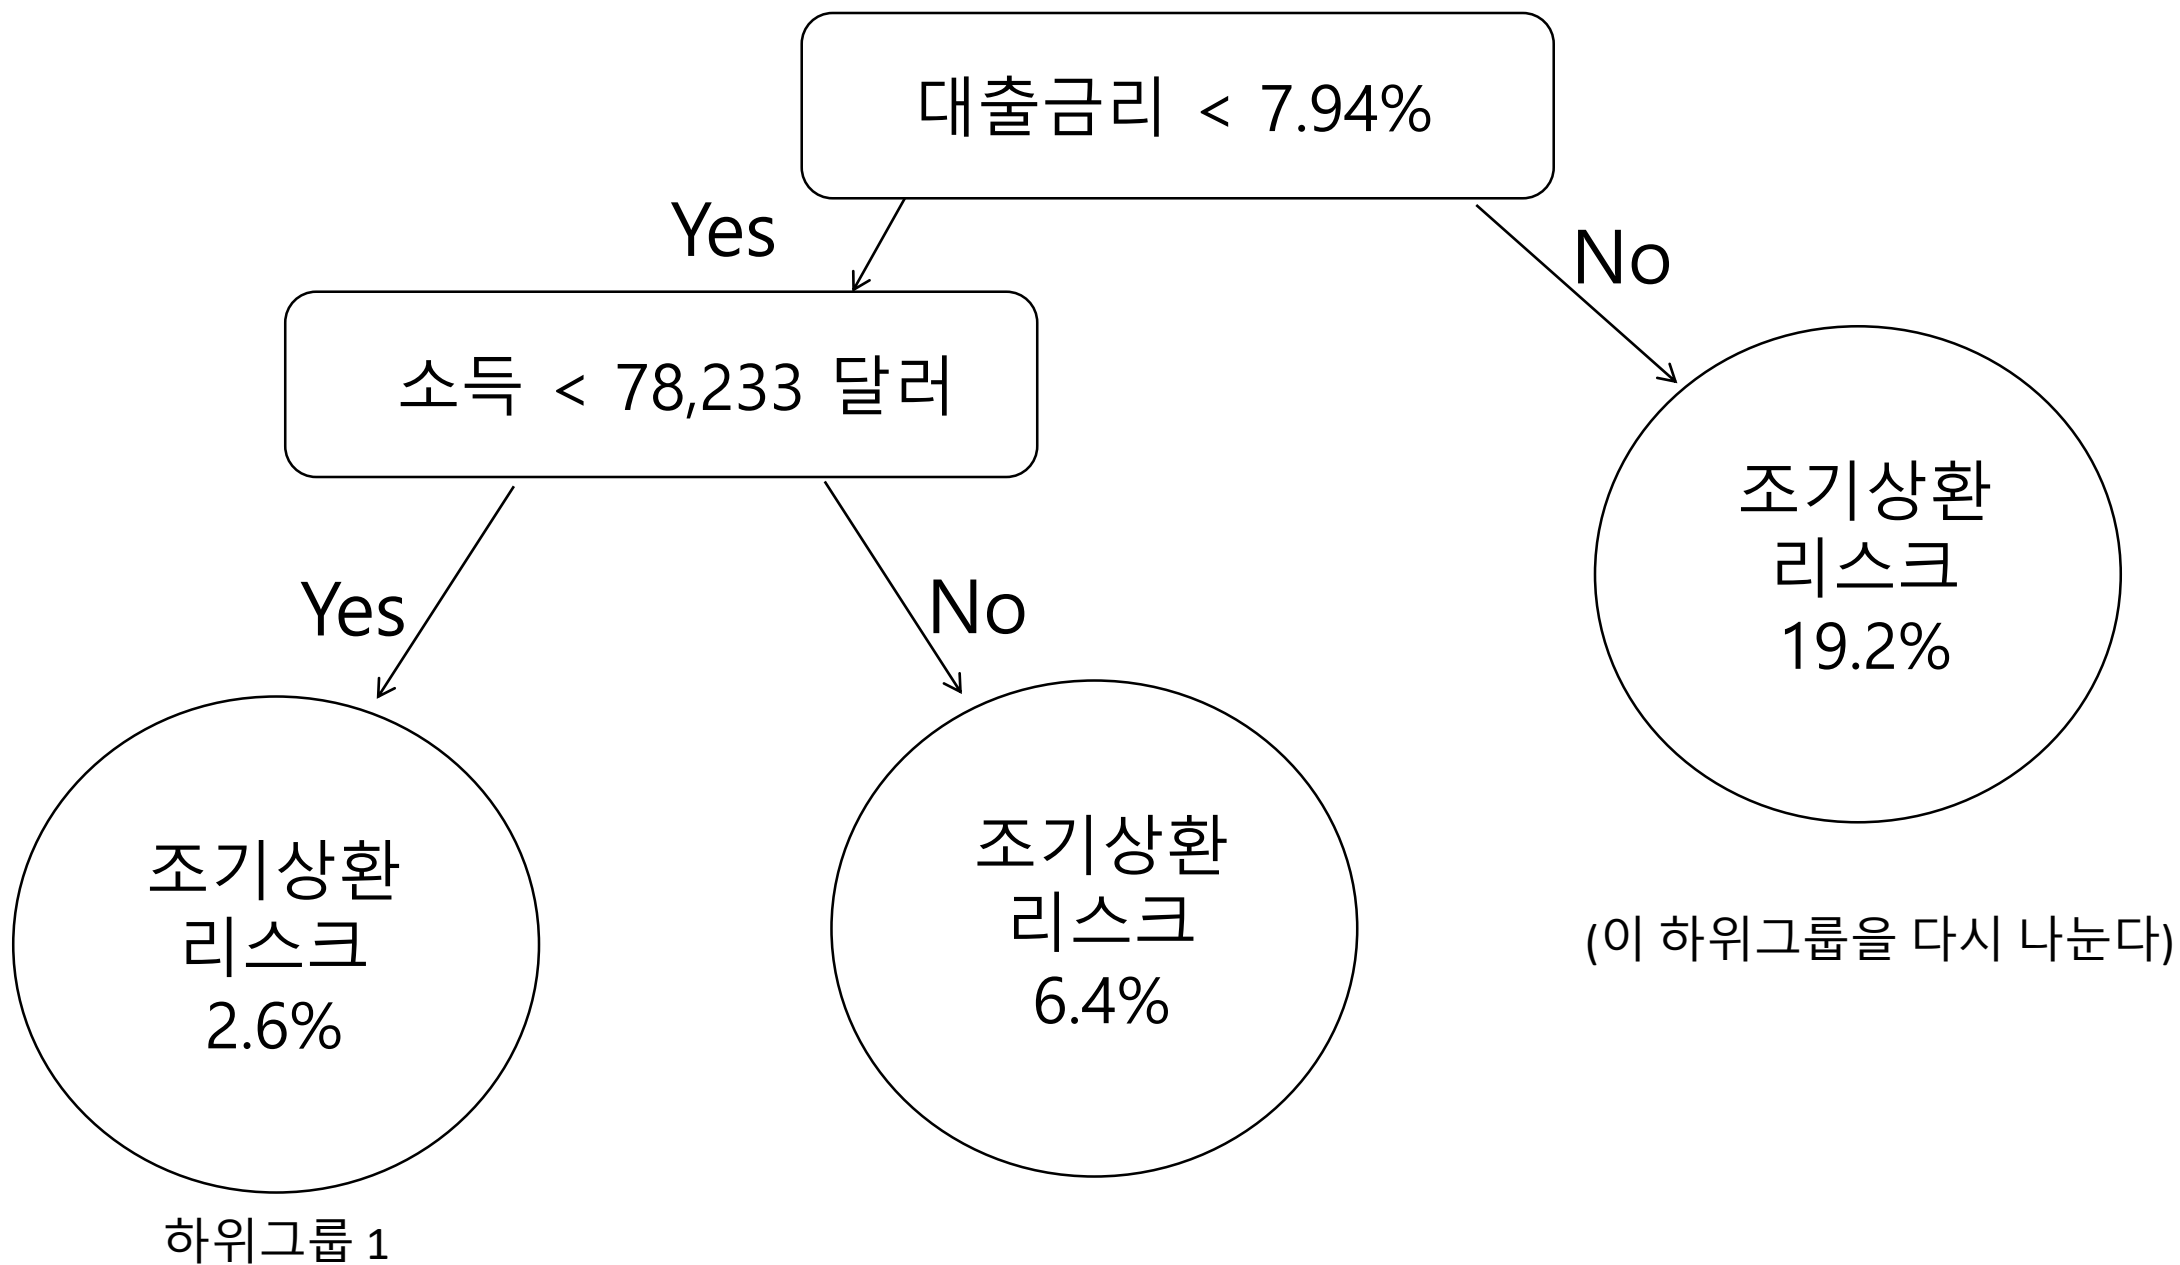 대출금리 < 7.94%
Yes
No
소득 < 78,233 달러
Yes
No
조기상환
리스크
19.2%
조기상환
리스크
2.6%
조기상환
리스크
6.4%
(이 하위그룹을 다시 나눈다)
하위그룹 1